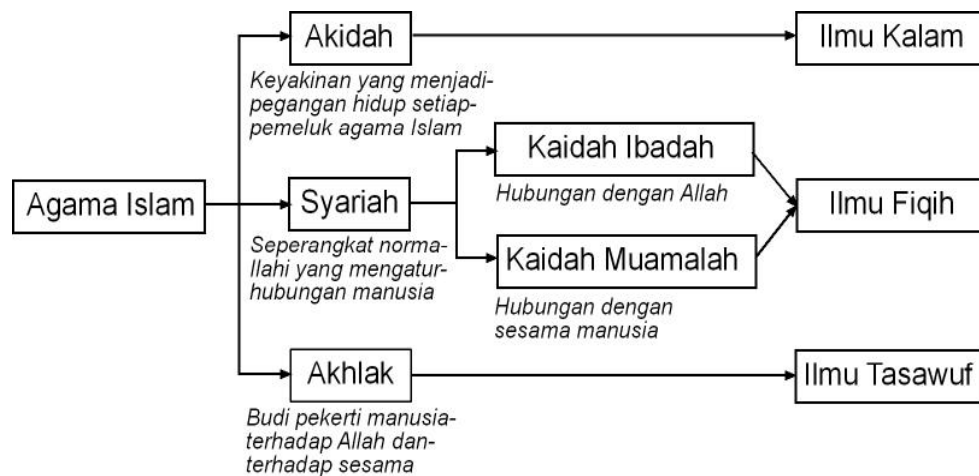 Akidah
Ilmu Kalam
Keyakinan yang menjadi-
pegangan hidup setiap-
pemeluk agama Islam
Kaidah Ibadah
Hubungan dengan Allah
Agama Islam
Syariah
Ilmu Fiqih
Seperangkat norma-
Ilahi yang mengatur-
hubungan manusia
Kaidah Muamalah
Hubungan dengan
sesama manusia
Akhlak
Ilmu Tasawuf
Budi pekerti manusia-
terhadap Allah dan-
terhadap sesama